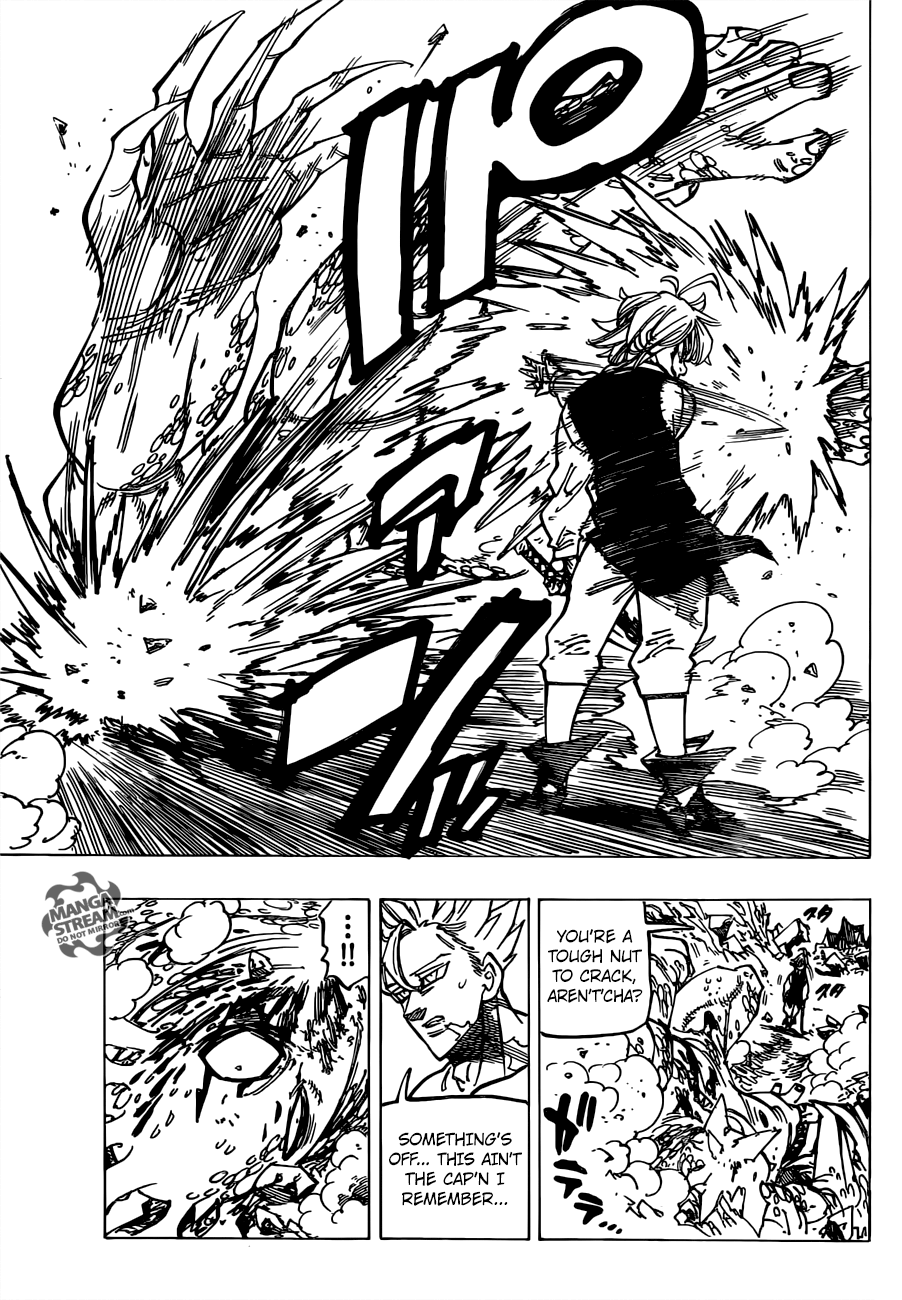 YOU'RE A
TOUGH NUT
TO CRACK,
AREN'T'CHA?
SOMETHING'S
OFF... THIS AIN'T
THE CAP'N I
REMEMBER...
…!!
MANGA
STREAM.com
DO NOT MIRROR